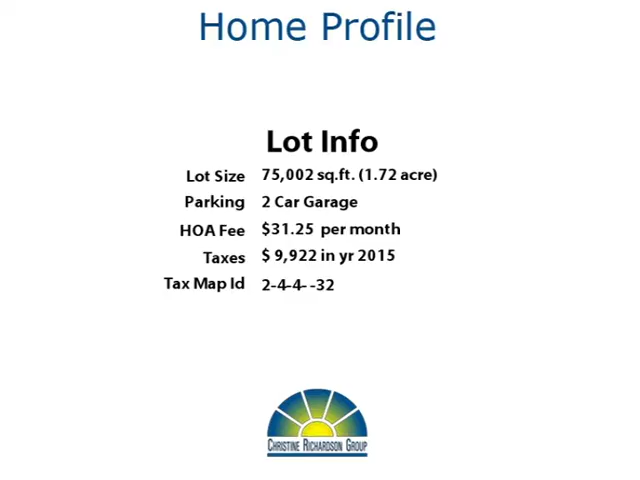 Home Profile
Lot Info
Lot Size 75,002 sq.ft. (1.72 acre)
Parking 2 Car Garage
HOA Fee $31.25 per month
Taxes $ 9,922 in yr 2015
Tax Map Id 2-4-4- -32
CHRISTINE RICHARDSON GROUP